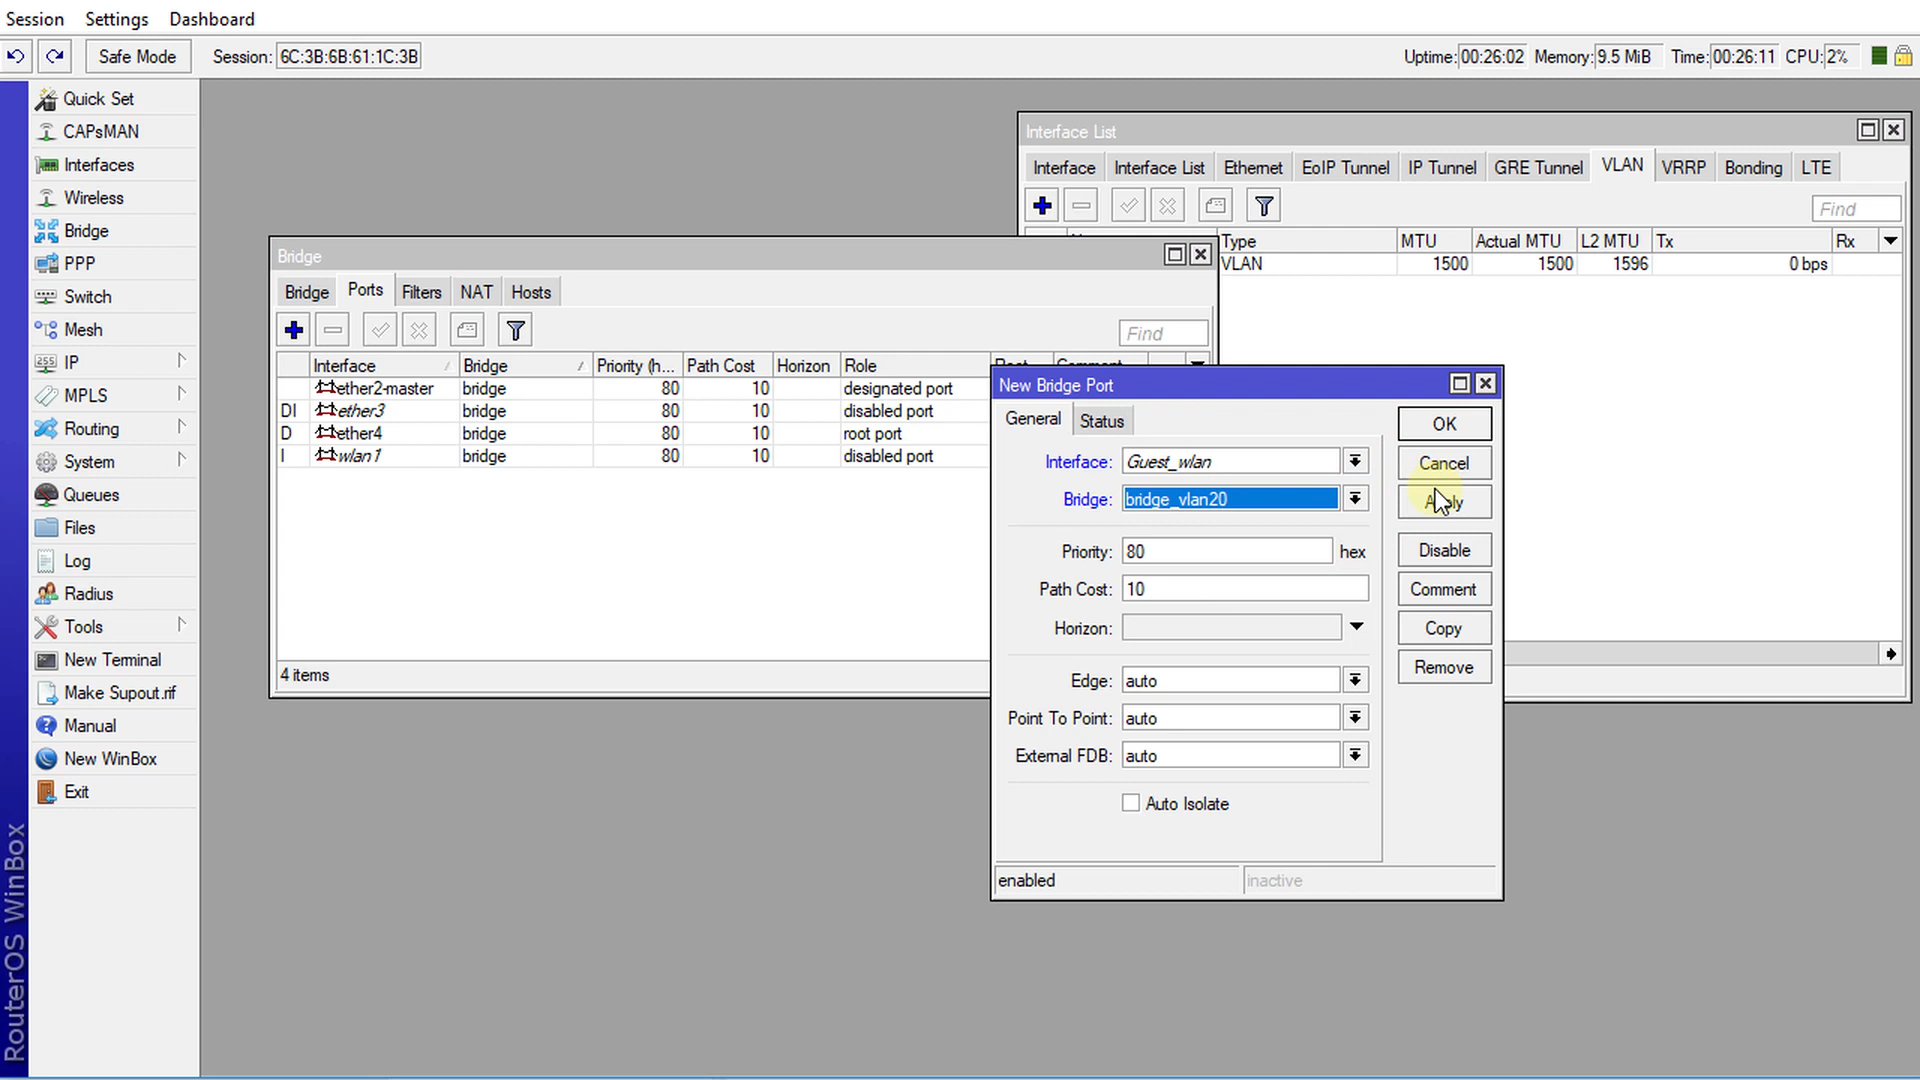 Session Settings Dashboard
Safe Mode Session: 6C:3B:6B:61:1C:3B Uptime: 00:26:02 Memory: 9.5 MiB Time: 00:26:11 CPU: 2%
Quick Set
CAPsMAN
Interfaces
Wireless
Bridge
PPP
Switch
Mesh
IP
MPLS
Routing
System
Queues
Files
Log
Radius
Tools
New Terminal
Make Supout.rif
Manual
New WinBox
Exit
RouterOS WinBox
Interface List
Interface Interface List Ethernet EoIP Tunnel IP Tunnel GRE Tunnel VLAN VRRP Bonding LTE
Find
Type MTU Actual MTU L2 MTU Tx Rx
VLAN 1500 1500 1596 0 bps
Bridge
Bridge Ports Filters NAT Hosts
Find
Interface Bridge Priority (h... Path Cost Horizon Role
ether2-master bridge 80 10 designated port
DI ether3 bridge 80 10 disabled port
D ether4 bridge 80 10 root port
I wlan1 bridge 80 10 disabled port
4 items
New Bridge Port
General Status
Interface: Guest_wlan
Bridge: bridge_vlan20
Priority: 80 hex
Path Cost: 10
Horizon:
Edge: auto
Point To Point: auto
External FDB: auto
Auto Isolate
OK
Cancel
Apply
Disable
Comment
Copy
Remove
enabled inactive